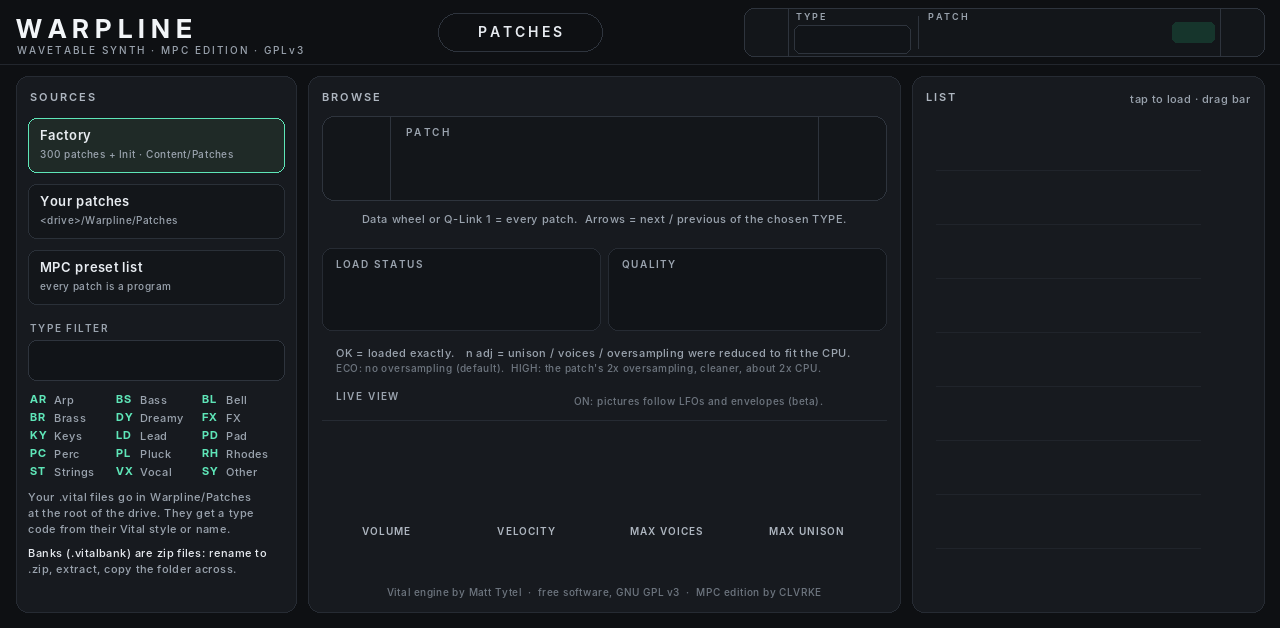 WARPLINE
WAVETABLE SYNTH · MPC EDITION · GPLv3
PATCHES
TYPE
PATCH
SOURCES
Factory
300 patches + Init · Content/Patches
Your patches
<drive>/Warpline/Patches
MPC preset list
every patch is a program
TYPE FILTER
AR Arp BS Bass BL Bell
BR Brass DY Dreamy FX FX
KY Keys LD Lead PD Pad
PC Perc PL Pluck RH Rhodes
ST Strings VX Vocal SY Other
Your .vital files go in Warpline/Patches
at the root of the drive. They get a type
code from their Vital style or name.
Banks (.vitalbank) are zip files: rename to
.zip, extract, copy the folder across.
BROWSE
PATCH
Data wheel or Q-Link 1 = every patch. Arrows = next / previous of the chosen TYPE.
LOAD STATUS
QUALITY
OK = loaded exactly. n adj = unison / voices / oversampling were reduced to fit the CPU.
ECO: no oversampling (default). HIGH: the patch's 2x oversampling, cleaner, about 2x CPU.
LIVE VIEW
ON: pictures follow LFOs and envelopes (beta).
VOLUME
VELOCITY
MAX VOICES
MAX UNISON
Vital engine by Matt Tytel · free software, GNU GPL v3 · MPC edition by CLVRKE
LIST
tap to load · drag bar